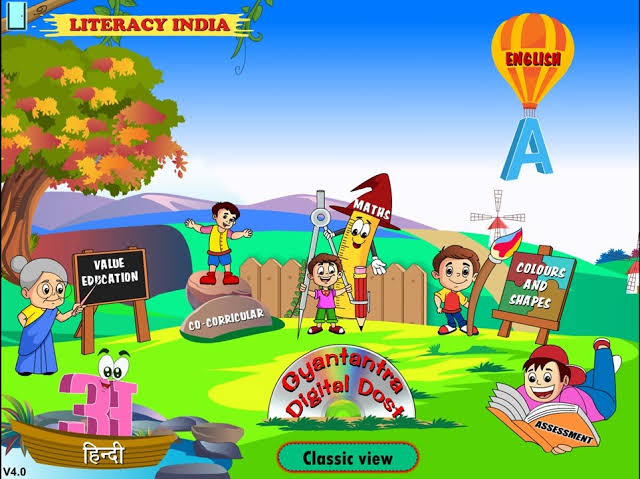 LITERACY INDIA
ENGLISH
A
MATHS
VALUE
EDUCATION
COLOURS
AND
SHAPES
CO-CORRICULAR
Gyantantra
Digital Dost
अ
ASSESSMENT
हिन्दी
Classic view
V4.0